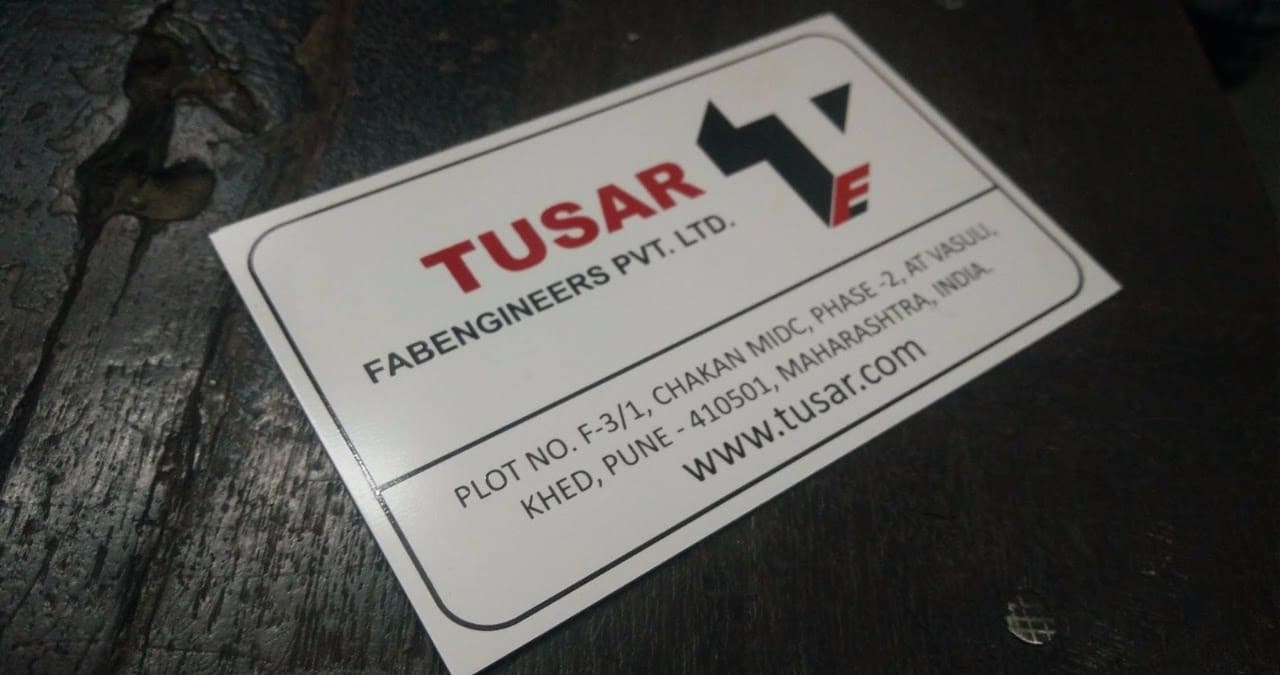 TUSAR
FABENGINEERS PVT. LTD.
TFE
PLOT NO. F-3/1, CHAKAN MIDC, PHASE -2, AT VASULI,
KHED, PUNE - 410501, MAHARASHTRA, INDIA.
www.tusar.com